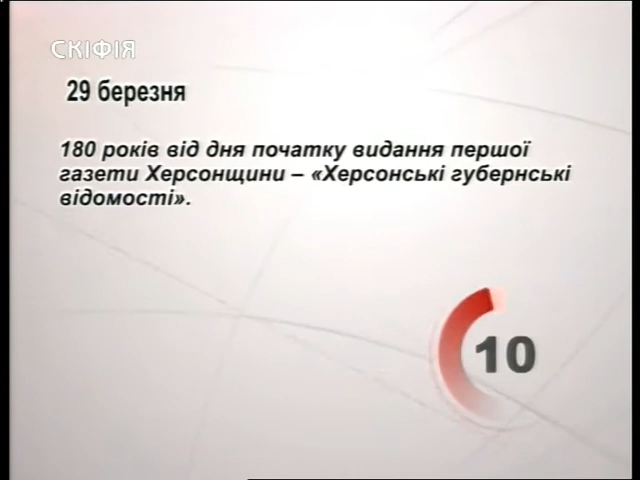 СКІФІЯ
29 березня
180 років від дня початку видання першої
газети Херсонщини – «Херсонські губернські
відомості».
10